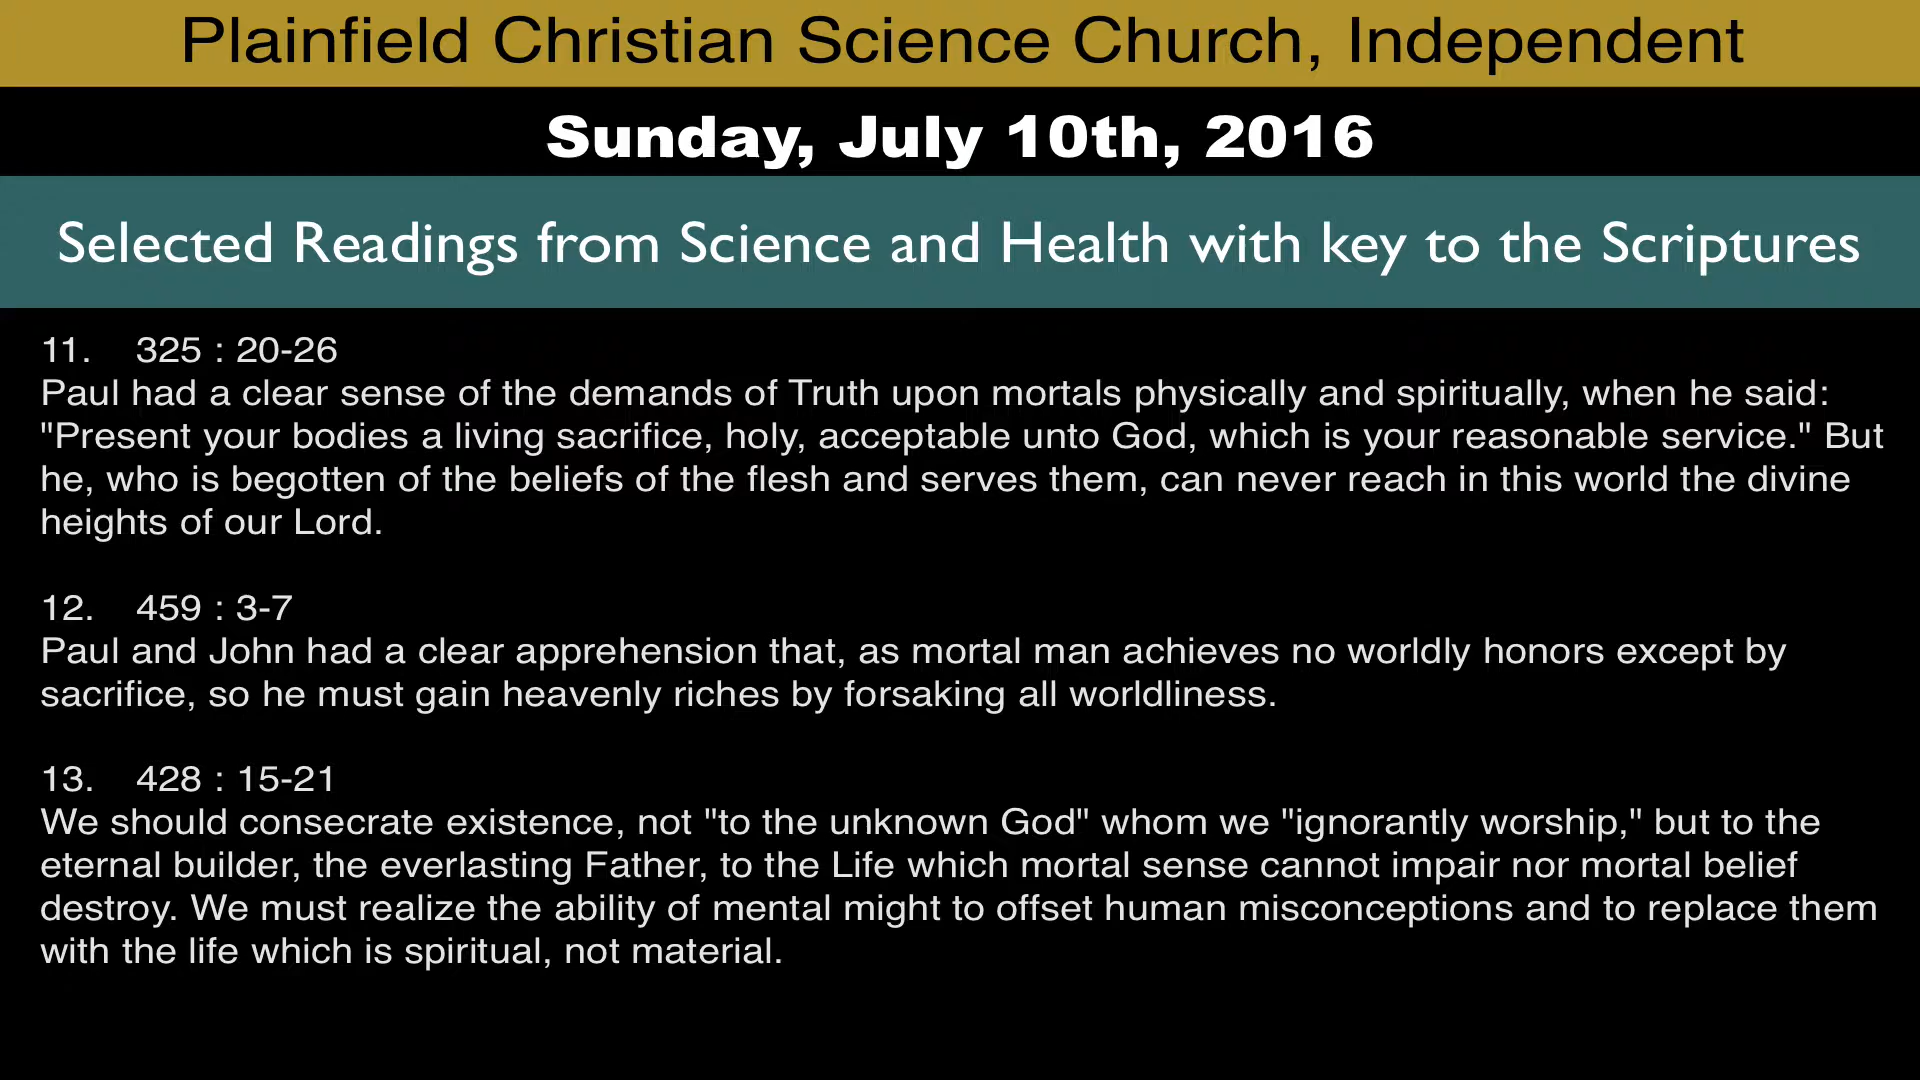 Plainfield Christian Science Church, Independent
Sunday, July 10th, 2016
Selected Readings from Science and Health with key to the Scriptures
11. 325 : 20-26
Paul had a clear sense of the demands of Truth upon mortals physically and spiritually, when he said:
"Present your bodies a living sacrifice, holy, acceptable unto God, which is your reasonable service." But
he, who is begotten of the beliefs of the flesh and serves them, can never reach in this world the divine
heights of our Lord.
12. 459 : 3-7
Paul and John had a clear apprehension that, as mortal man achieves no worldly honors except by
sacrifice, so he must gain heavenly riches by forsaking all worldliness.
13. 428 : 15-21
We should consecrate existence, not "to the unknown God" whom we "ignorantly worship," but to the
eternal builder, the everlasting Father, to the Life which mortal sense cannot impair nor mortal belief
destroy. We must realize the ability of mental might to offset human misconceptions and to replace them
with the life which is spiritual, not material.